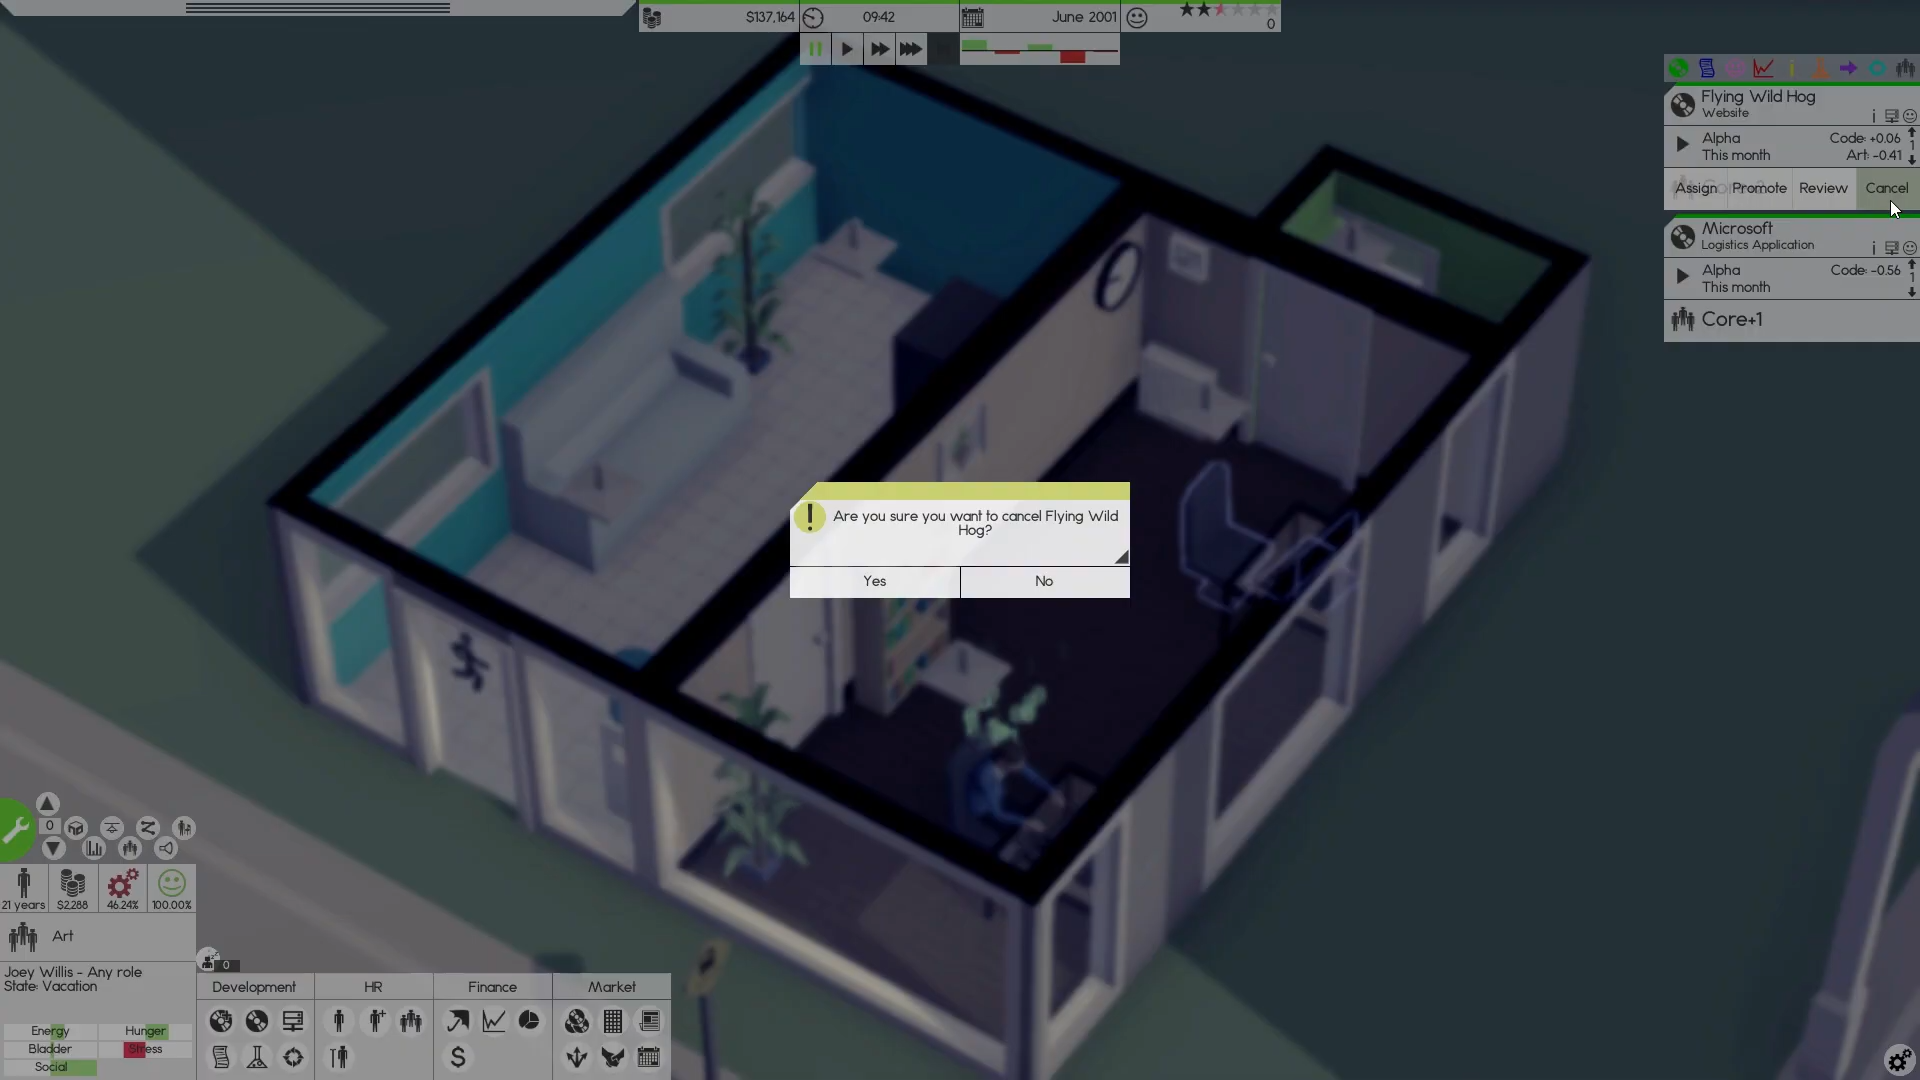 $137,164
09:42
June 2001
0
Flying Wild Hog
Website
i
Alpha
This month
Code: +0.06
Art: -0.41
1
Assign
Promote
Review
Cancel
Microsoft
Logistics Application
i
Alpha
This month
Code: -0.56
1
Core+1
Are you sure you want to cancel Flying Wild
Hog?
Yes
No
0
21 years
$2,288
46.24%
100.00%
Art
Joey Willis - Any role
State: Vacation
Energy
Hunger
Bladder
Stress
Social
0
Development
HR
Finance
Market